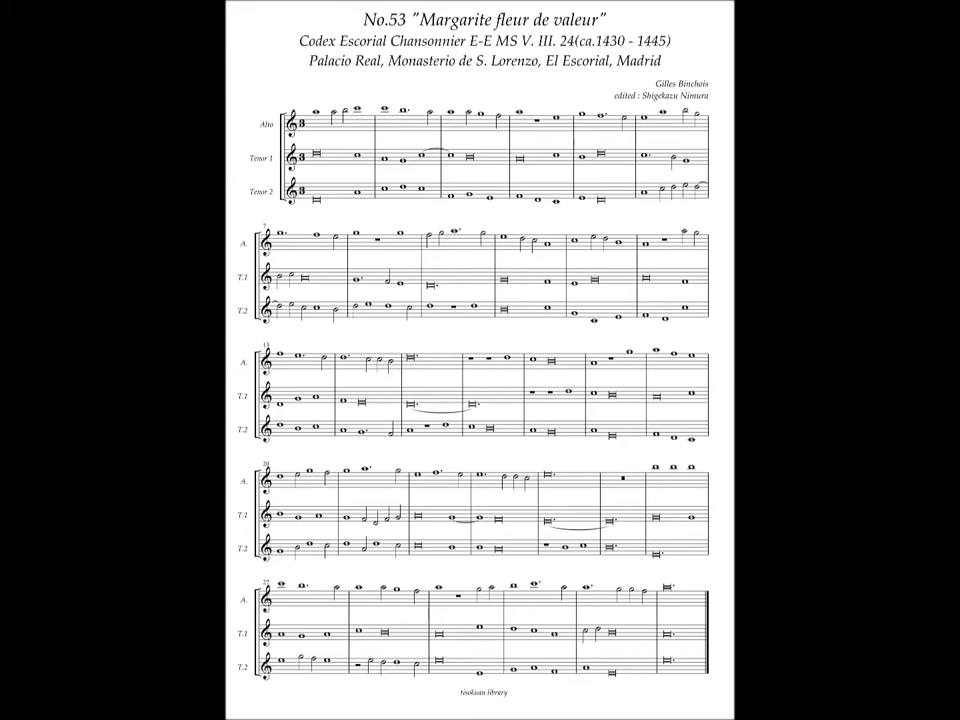 No.53 "Margarite fleur de valeur"
Codex Escorial Chansonnier E-E MS V. III. 24(ca.1430 - 1445)
Palacio Real, Monasterio de S. Lorenzo, El Escorial, Madrid
Gilles Binchois
edited : Shigekazu Nimura
Alto
Tenor 1
Tenor 2
7
A.
T.1
T.2
13
A.
T.1
T.2
20
A.
T.1
T.2
27
A.
T.1
T.2
tisokuan library